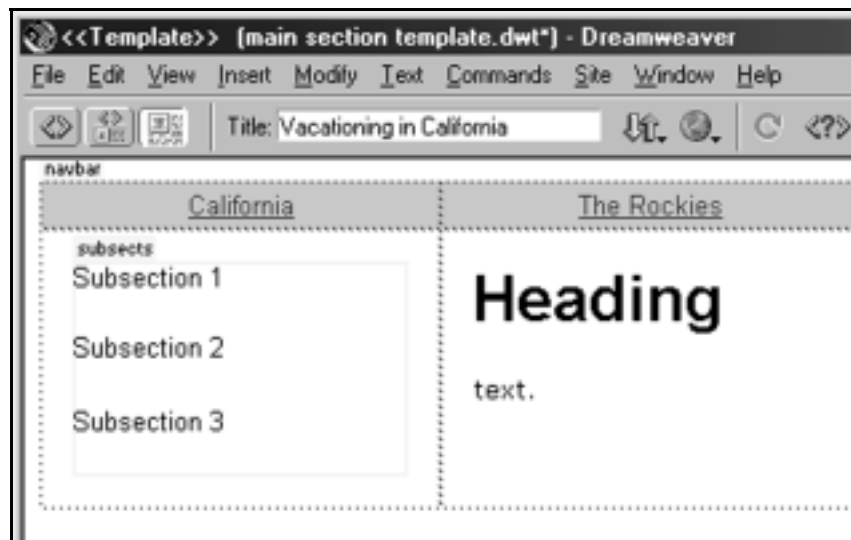 <<Template>> (main section template.dwt*) - Dreamweaver
File Edit View Insert Modify Text Commands Site Window Help
Title: Vacationing in California
<?>
navbar
California The Rockies
subsects
Subsection 1
Heading
Subsection 2
text.
Subsection 3